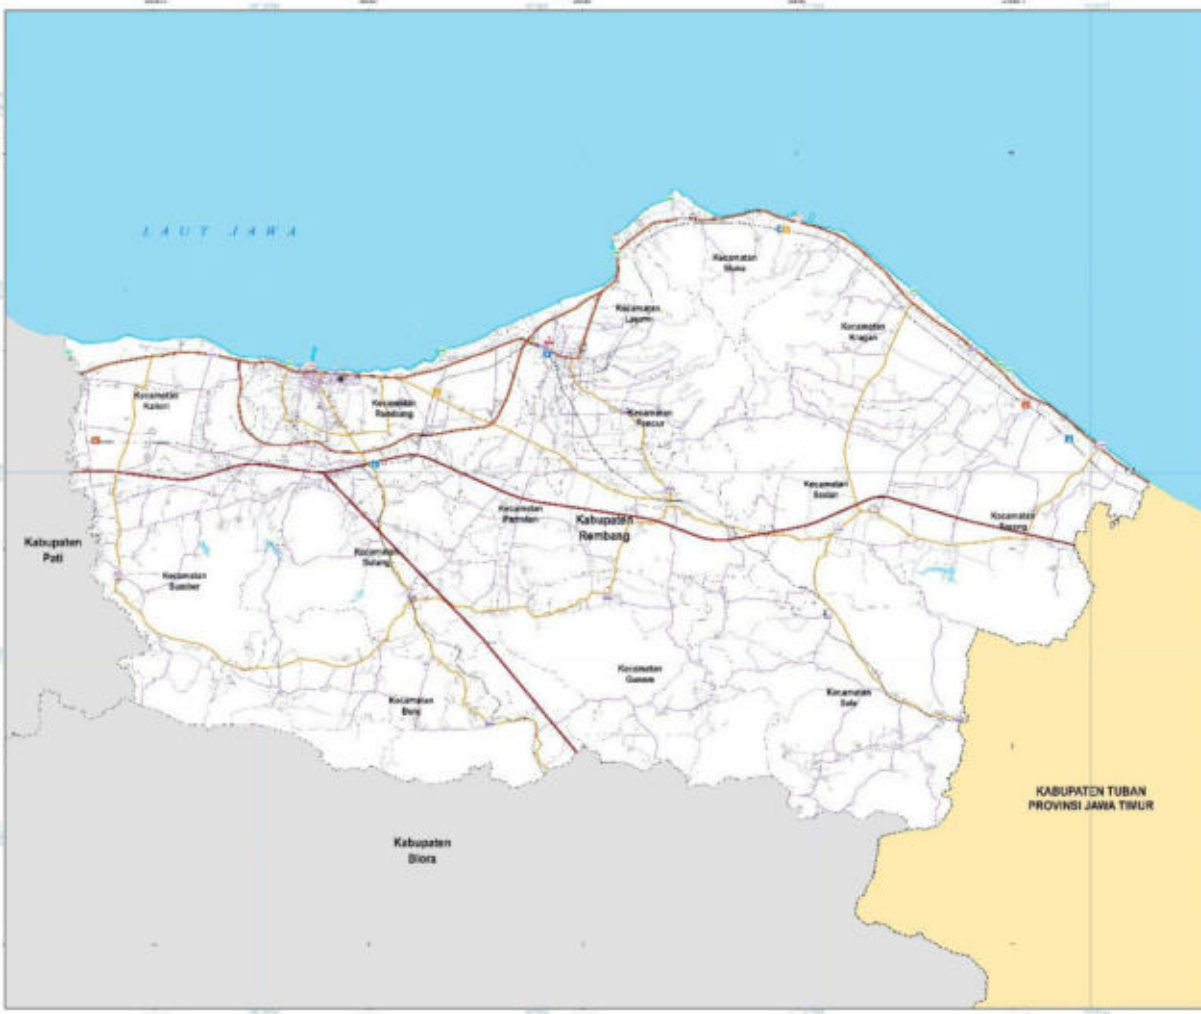 LAUT JAWA
Kecamatan
Sluke
Kecamatan
Lasem
Kecamatan
Kragan
Kecamatan
Kaliori
Kecamatan
Rembang
Kecamatan
Pancur
Kecamatan
Sedan
Kecamatan
Pamotan
Kabupaten
Rembang
Kecamatan
Sarang
Kabupaten
Pati
Kecamatan
Sulang
Kecamatan
Sumber
Kecamatan
Gunem
Kecamatan
Kecamatan
Sale
KABUPATEN TUBAN
PROVINSI JAWA TIMUR
Kabupaten
Blora